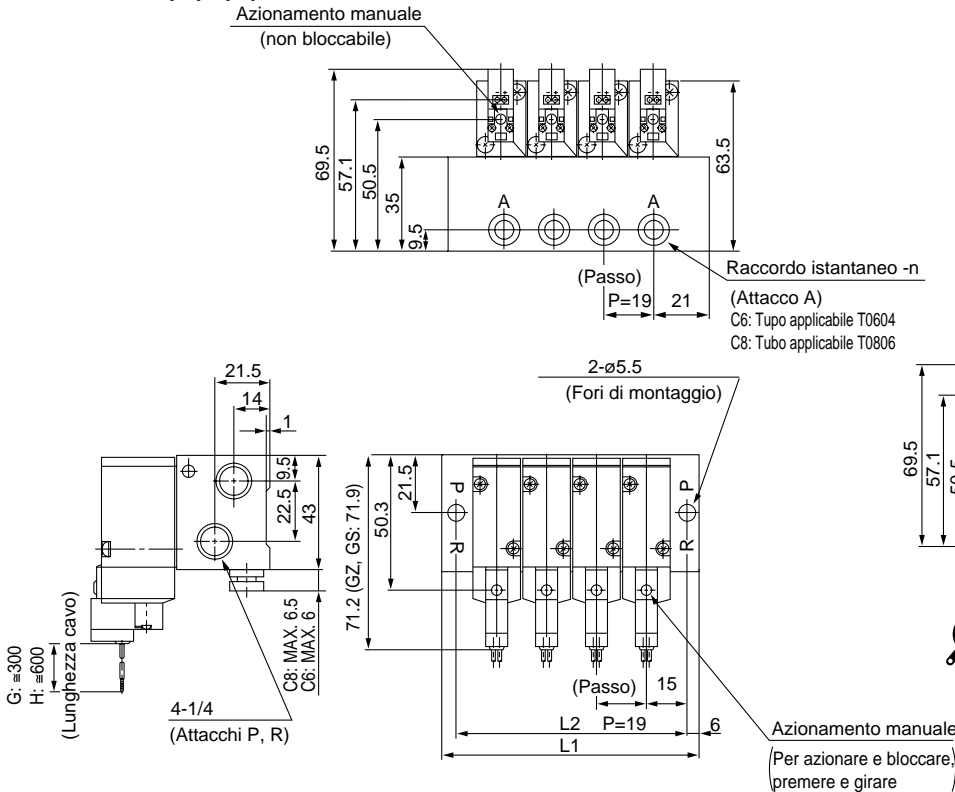 Azionamento manuale
(non bloccabile)
69.5
57.1
50.5
35
9.5
63.5
- +
- +
- +
- +
A
A
(Passo)
P=19
21
Raccordo istantaneo -n
(Attacco A)
C6: Tupo applicabile T0604
C8: Tubo applicabile T0806
21.5
14
1
9.5
22.5
43
C8: MAX. 6.5
C6: MAX. 6
G: ≅300
H: ≅600
(Lunghezza cavo)
4-1/4
(Attacchi P, R)
2-ø5.5
(Fori di montaggio)
71.2 (GZ, GS: 71.9)
50.3
21.5
P
R
P
R
(Passo)
15
L2
P=19
6
L1
Azionamento manuale
(Per azionare e bloccare,
premere e girare)
69.5
57.1